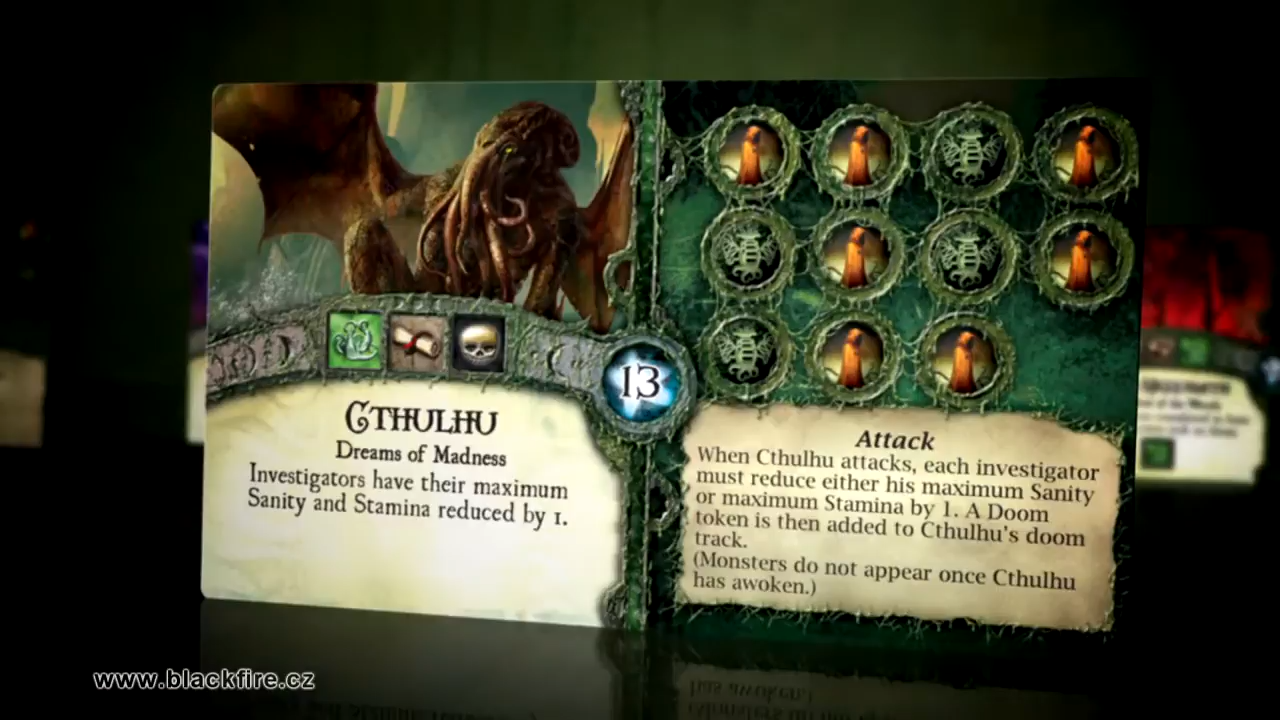 13
CTHULHU
Dreams of Madness
Investigators have their maximum
Sanity and Stamina reduced by 1.
Attack
When Cthulhu attacks, each investigator
must reduce either his maximum Sanity
or maximum Stamina by 1. A Doom
token is then added to Cthulhu's doom
track.
(Monsters do not appear once Cthulhu
has awoken.)
www.blackfire.cz